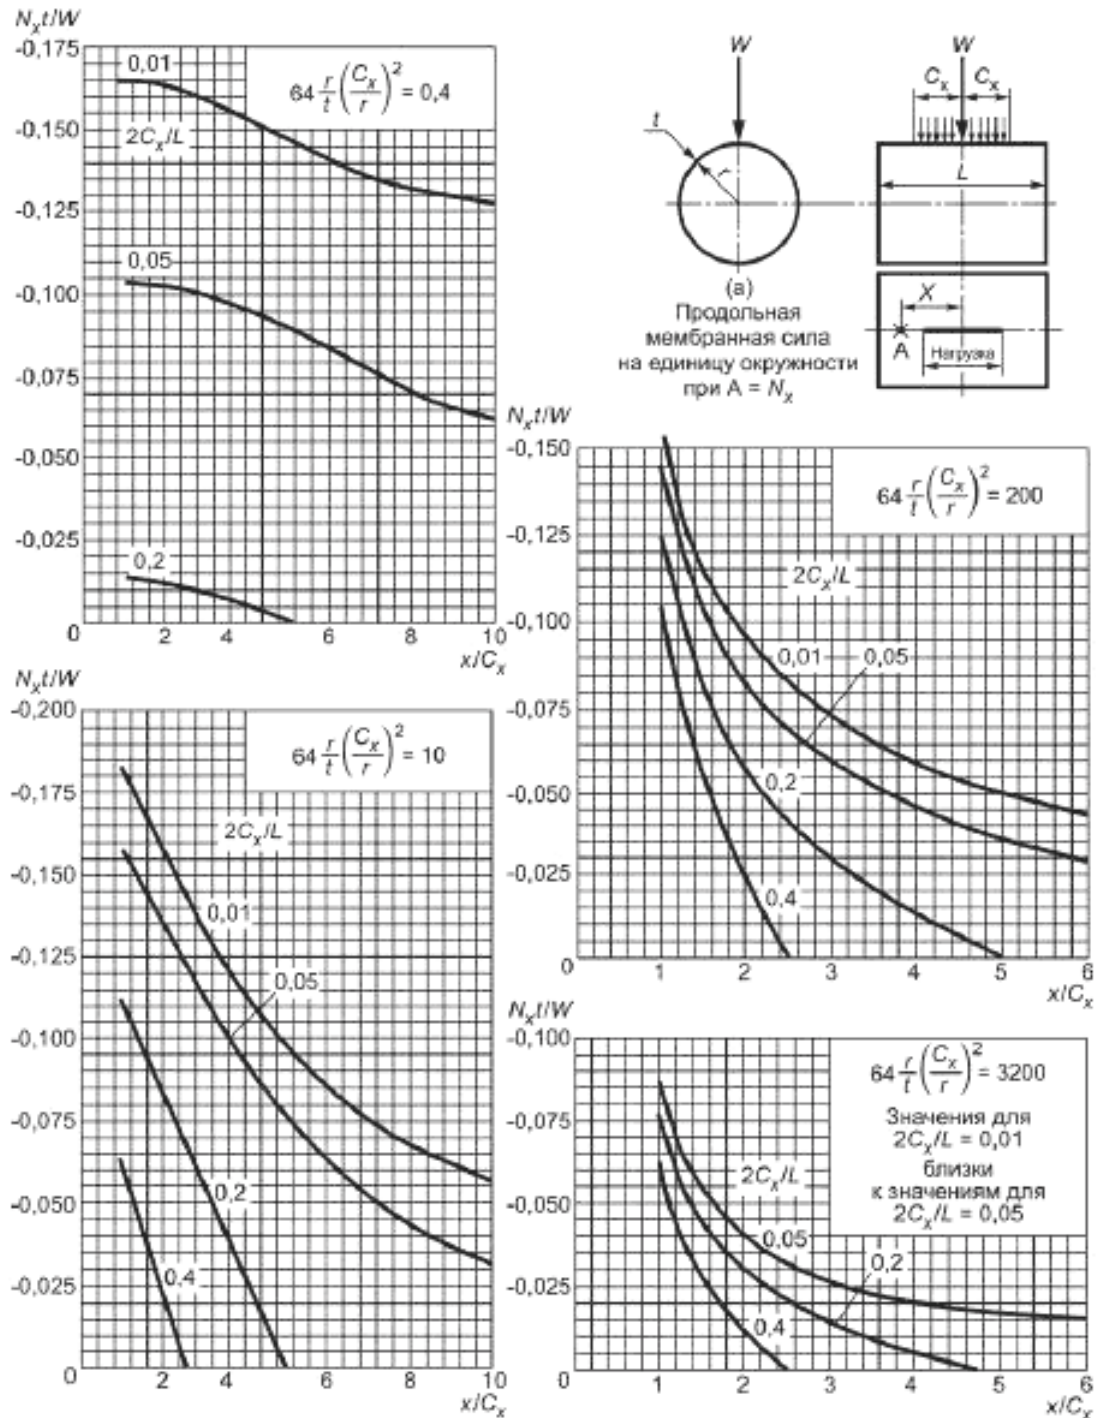 N_x t/W
-0,175
-0,150
-0,125
-0,100
-0,075
-0,050
-0,025
0
2
4
6
8
10
x/C_x
0,01
2C_x/L
0,05
0,2
64 r/t (C_x/r)^2 = 0,4
W
t
r
W
C_x
C_x
L
(a)
Продольная
мембранная сила
на единицу окружности
при A = N_x
X
A
Нагрузка
N_x t/W
-0,150
-0,125
-0,100
-0,075
-0,050
-0,025
0
1
2
3
4
5
6
x/C_x
64 r/t (C_x/r)^2 = 200
2C_x/L
0,01
0,05
0,2
0,4
N_x t/W
-0,200
-0,175
-0,150
-0,125
-0,100
-0,075
-0,050
-0,025
0
2
4
6
8
10
x/C_x
64 r/t (C_x/r)^2 = 10
2C_x/L
0,01
0,05
0,2
0,4
N_x t/W
-0,100
-0,075
-0,050
-0,025
0
1
2
3
4
5
6
x/C_x
64 r/t (C_x/r)^2 = 3200
Значения для
2C_x/L = 0,01
близки
к значениям для
2C_x/L = 0,05
2C_x/L
0,05
0,2
0,4